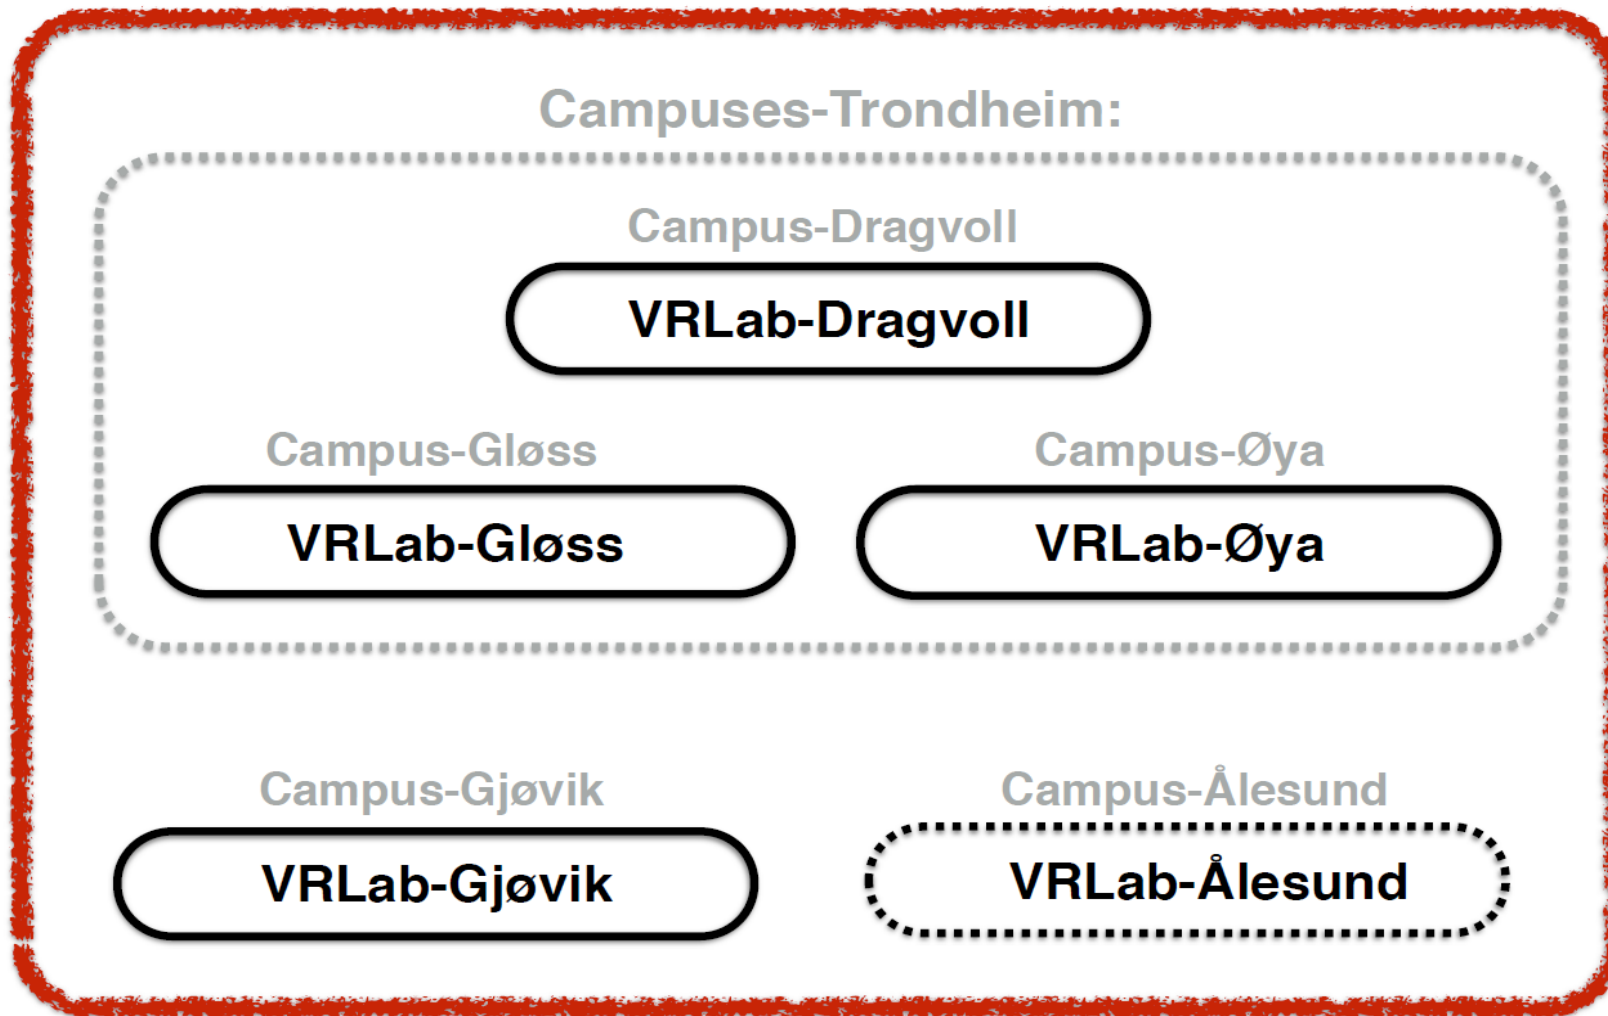 Campuses-Trondheim:
Campus-Dragvoll
VRLab-Dragvoll
Campus-Gløss
VRLab-Gløss
Campus-Øya
VRLab-Øya
Campus-Gjøvik
VRLab-Gjøvik
Campus-Ålesund
VRLab-Ålesund